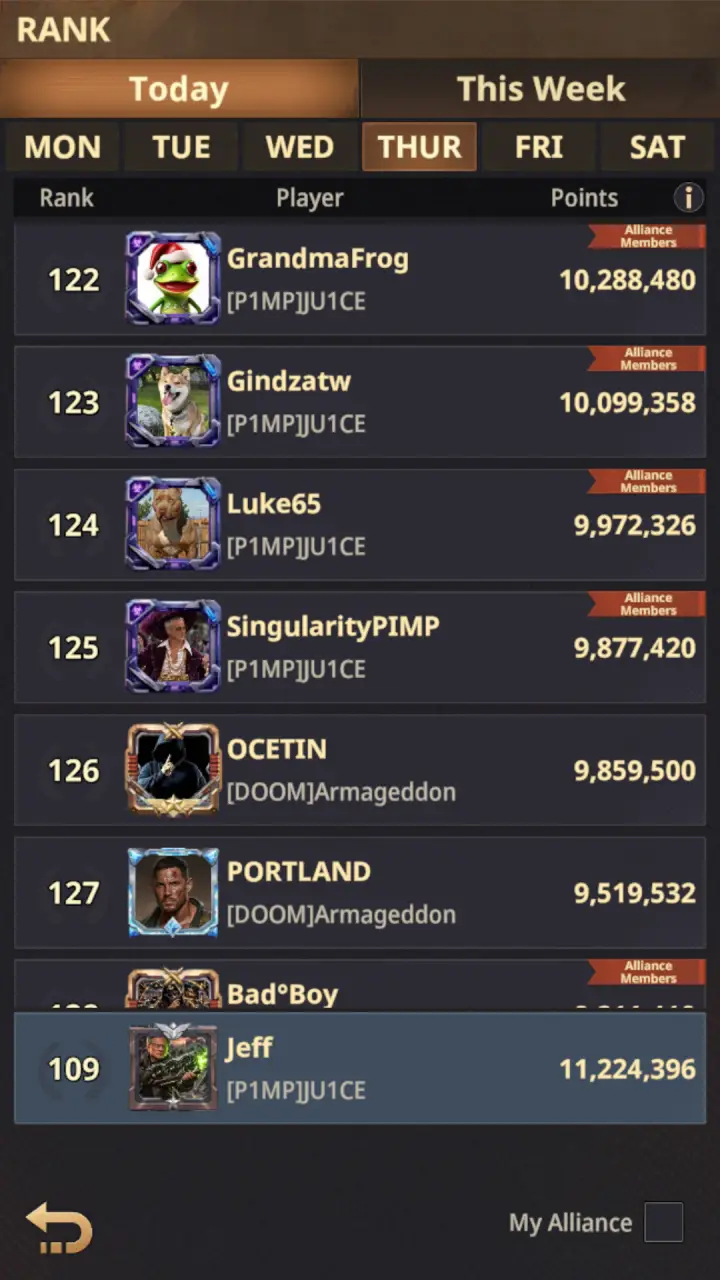 RANK
Today This Week
MON TUE WED THUR FRI SAT
Rank Player Points i
Alliance
Members
122 GrandmaFrog 10,288,480
[P1MP]JU1CE
Alliance
Members
123 Gindzatw 10,099,358
[P1MP]JU1CE
Alliance
Members
124 Luke65 9,972,326
[P1MP]JU1CE
Alliance
Members
125 SingularityPIMP 9,877,420
[P1MP]JU1CE
126 OCETIN 9,859,500
[DOOM]Armageddon
127 PORTLAND 9,519,532
[DOOM]Armageddon
Alliance
Members
Bad°Boy
109 Jeff 11,224,396
[P1MP]JU1CE
My Alliance